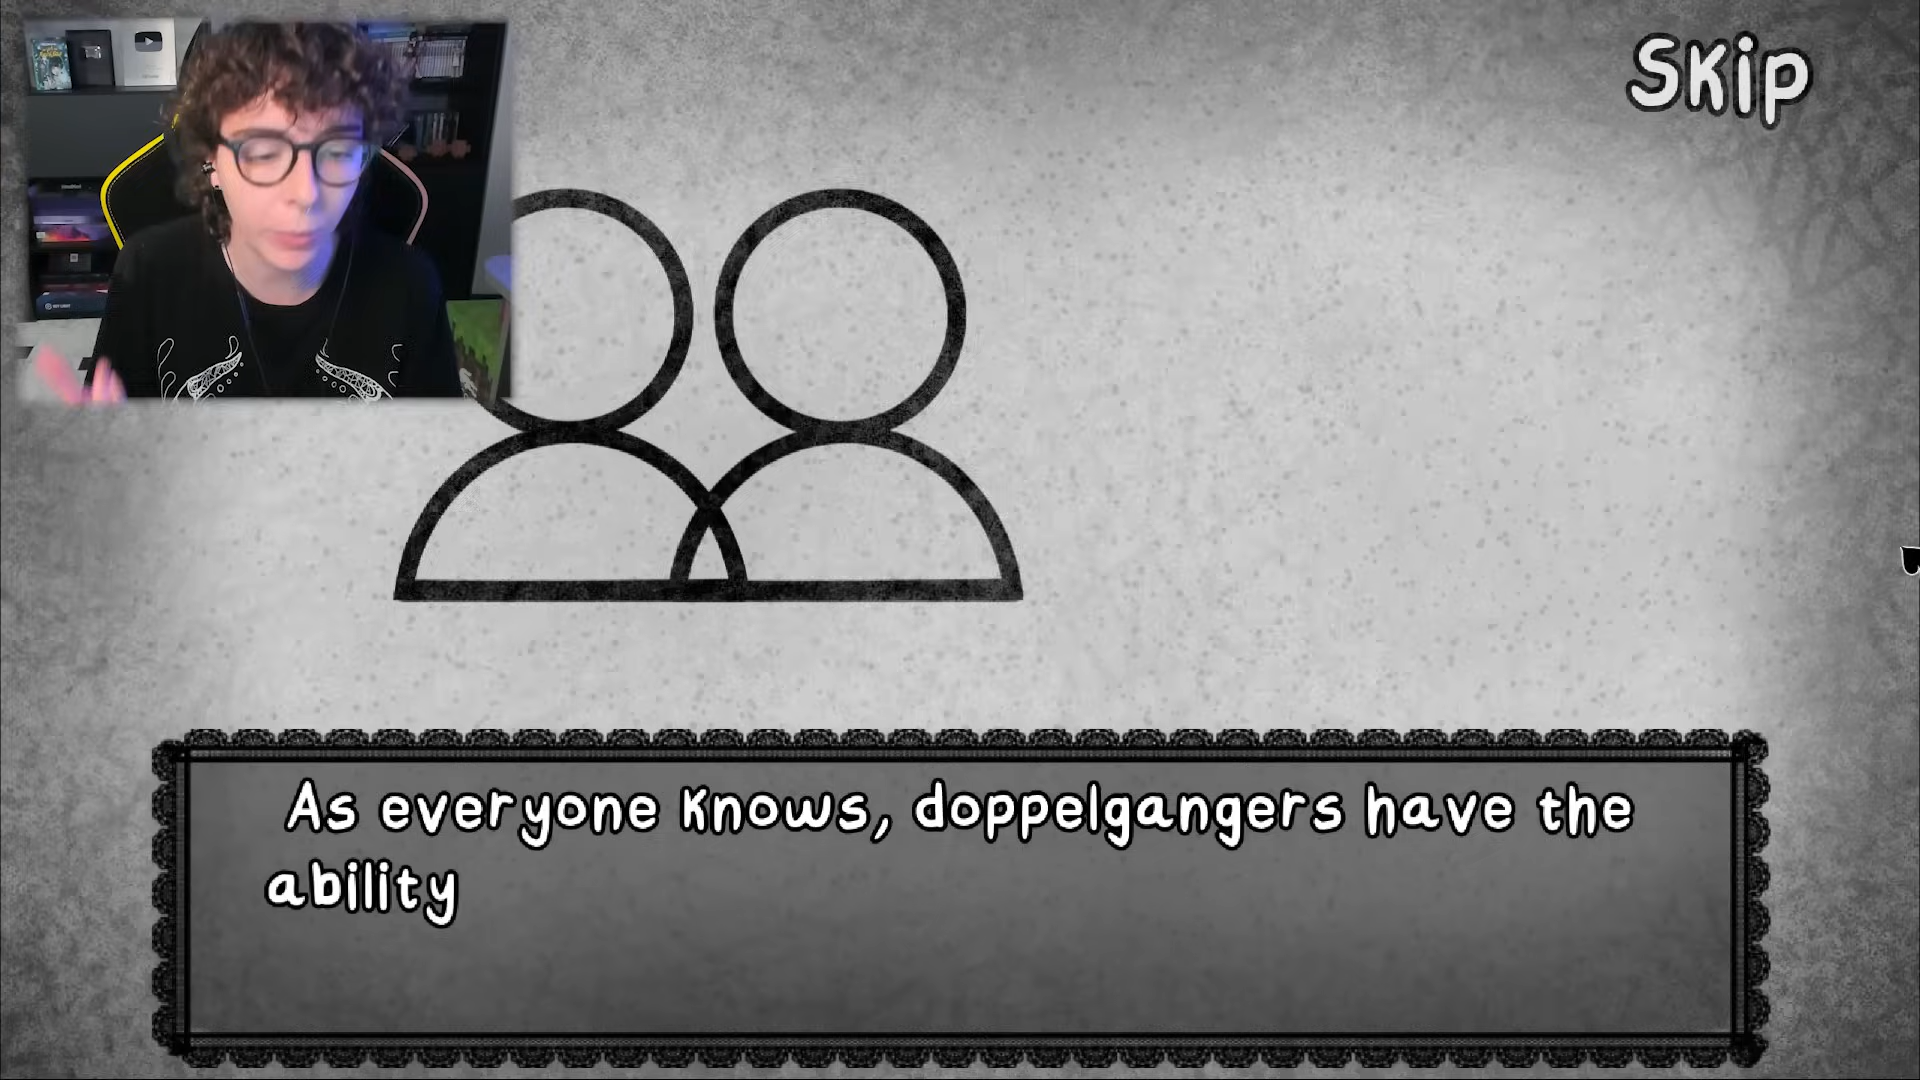 Skip
As everyone knows, doppelgangers have the
ability